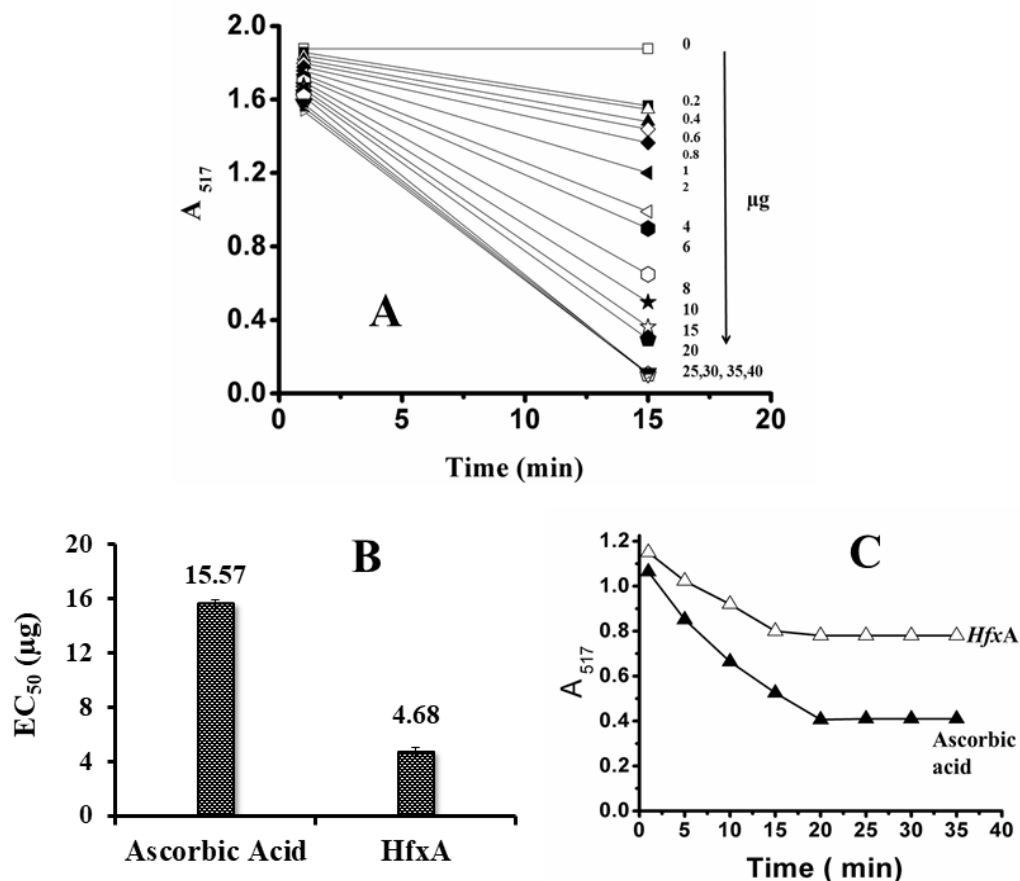 2.0
1.6
1.2
0.8
0.4
0.0
A 517
0 5 10 15 20
Time (min)
A
0
0.2
0.4
0.6
0.8
1
2
4
6
8
10
15
20
25,30, 35,40
µg
B
20
16
12
8
4
0
EC50 (µg)
15.57
4.68
Ascorbic Acid HfxA
C
1.2
1.0
0.8
0.6
0.4
0.2
0.0
A 517
HfxA
Ascorbic
acid
0 5 10 15 20 25 30 35 40
Time ( min)